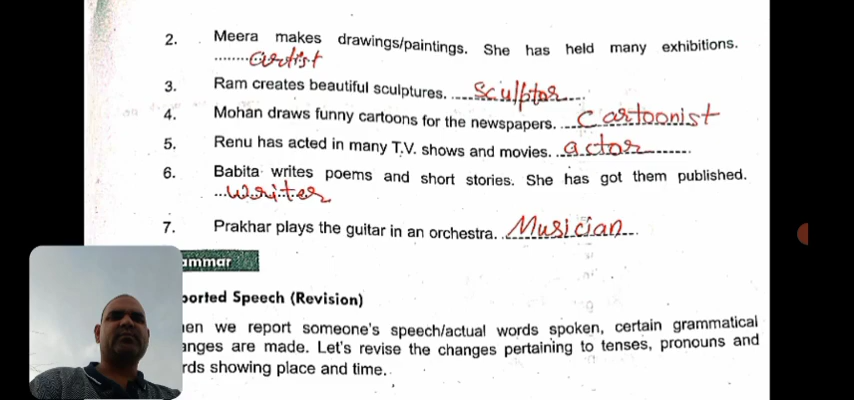 2. Meera makes drawings/paintings. She has held many exhibitions.
........artist
3. Ram creates beautiful sculptures. ....sculptor....
4. Mohan draws funny cartoons for the newspapers. ...Cartoonist
5. Renu has acted in many T.V. shows and movies. ..actor.........
6. Babita writes poems and short stories. She has got them published.
...writer
7. Prakhar plays the guitar in an orchestra. ..Musician...
ammar
ported Speech (Revision)
en we report someone's speech/actual words spoken, certain grammatical
anges are made. Let's revise the changes pertaining to tenses, pronouns and
rds showing place and time.